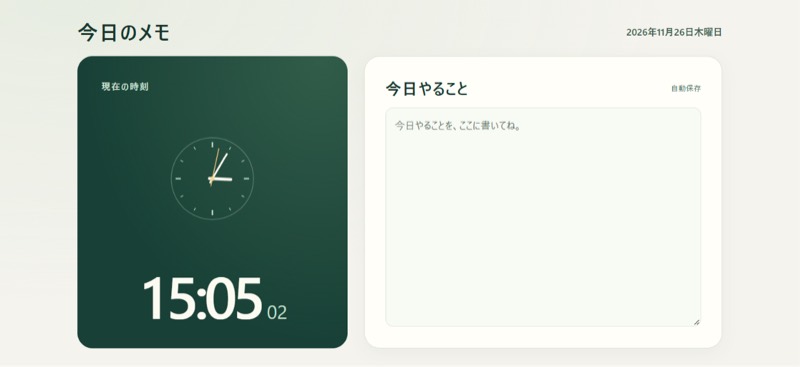 今日のメモ
2026年11月26日木曜日
現在の時刻
15:05 02
今日やること
自動保存
今日やることを、ここに書いてね。